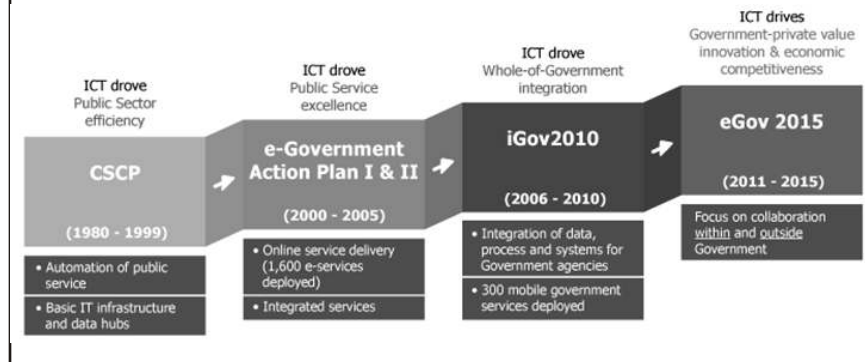 ICT drove
Public Sector
efficiency
CSCP
(1980 - 1999)
• Automation of public
service
• Basic IT infrastructure
and data hubs
ICT drove
Public Service
excellence
e-Government
Action Plan I & II
(2000 - 2005)
• Online service delivery
(1,600 e-services
deployed)
• Integrated services
ICT drove
Whole-of-Government
integration
iGov2010
(2006 - 2010)
• Integration of data,
process and systems for
Government agencies
• 300 mobile government
services deployed
ICT drives
Government-private value
innovation & economic
competitiveness
eGov 2015
(2011 - 2015)
Focus on collaboration
within and outside
Government